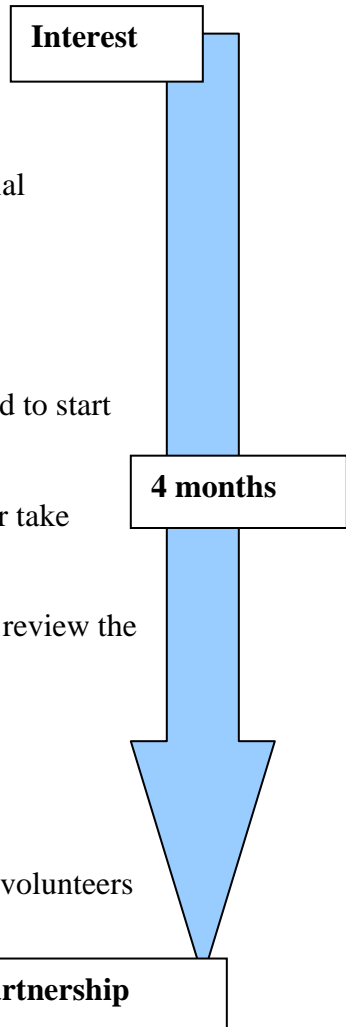 Interest
al
d to start
4 months
r take
review the
volunteers
rtnership